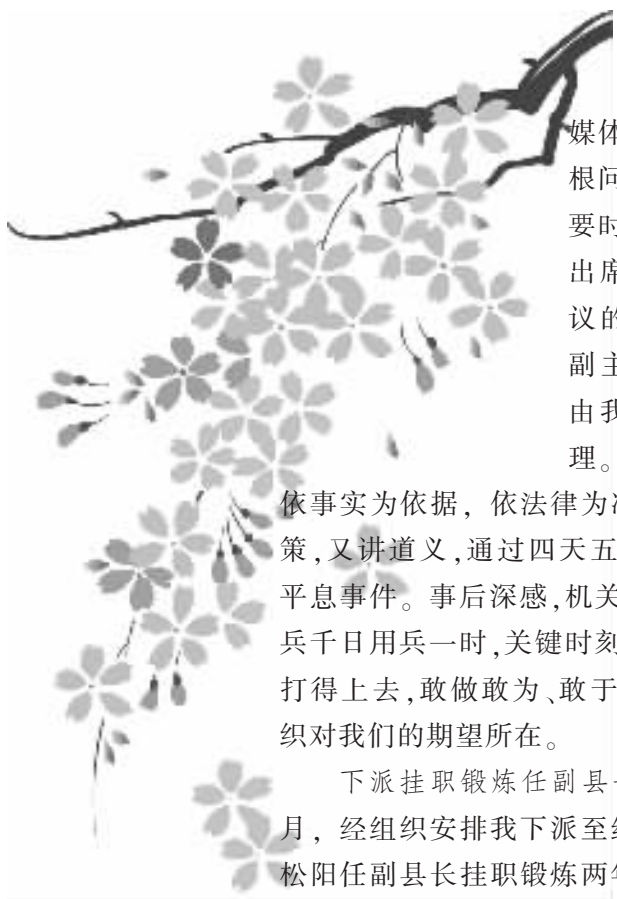 媒体
根问
要时
出席
议的
副主
由我
理。
依事实为依据，依法律为准
策，又讲道义，通过四天五
平息事件。事后深感，机关
兵千日用兵一时，关键时刻
打得上去，敢做敢为、敢于
织对我们的期望所在。
下派挂职锻炼任副县长
月，经组织安排我下派至
松阳任副县长挂职锻炼两年